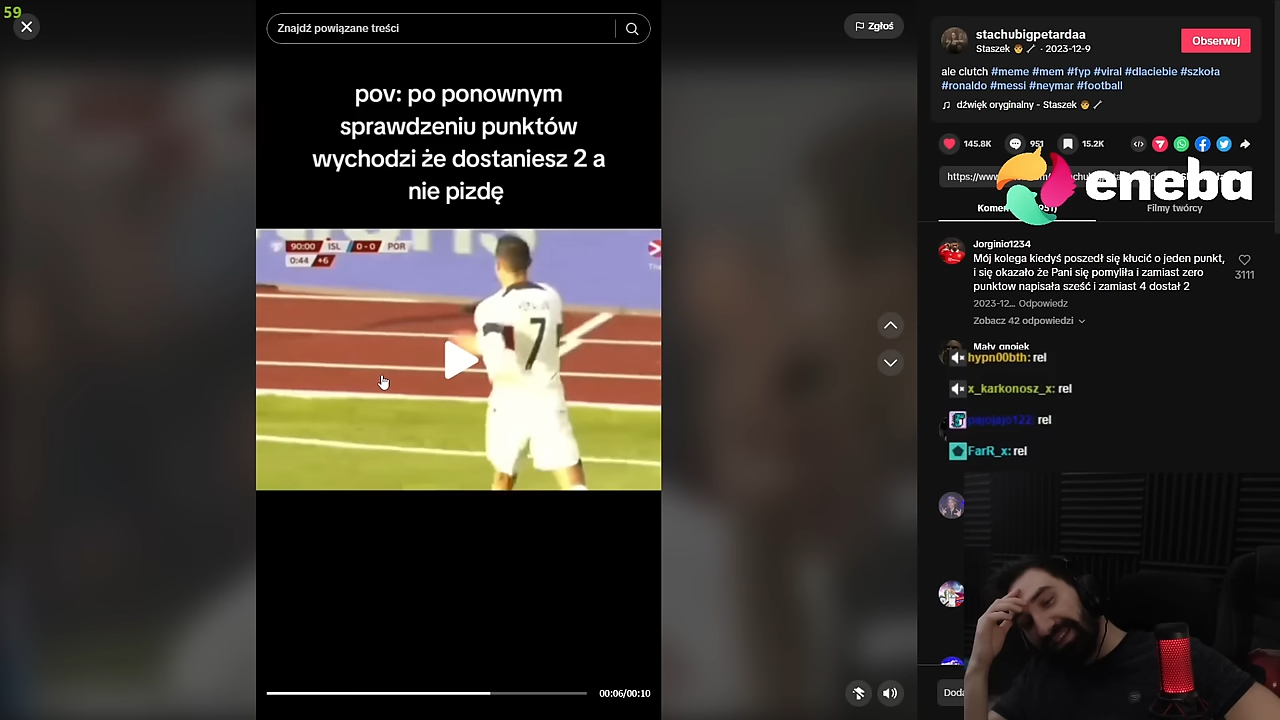 59
Znajdź powiązane treści
Zgłoś
pov: po ponownym
sprawdzeniu punktów
wychodzi że dostaniesz 2 a
nie pizdę
90:00 ISL 0-0 POR
0:44 +6
7
00:06/00:10
stachubigpetardaa
Staszek · 2023-12-9
Obserwuj
ale clutch #meme #mem #fyp #viral #dlaciebie #szkoła
#ronaldo #messi #neymar #football
dźwięk oryginalny - Staszek
145.8K
951
15.2K
https://www
eneba
Filmy twórcy
Jorginio1234
Mój kolega kiedyś poszedł się kłucić o jeden punkt,
i się okazało że Pani się pomyliła i zamiast zero
punktow napisała sześć i zamiast 4 dostał 2
3111
2023-12... Odpowiedz
Zobacz 42 odpowiedzi
Mały gnojek
hypn00bth: rel
x_karkonosz_x: rel
pajojajo122: rel
FarR_x: rel